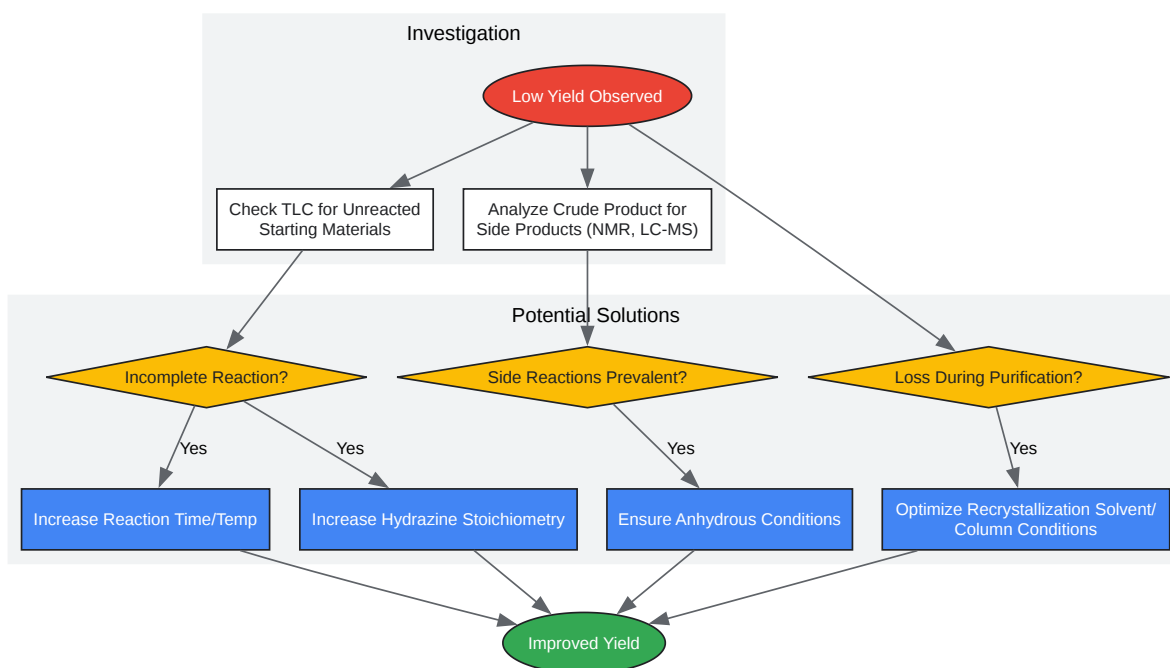 Investigation
Low Yield Observed
Check TLC for Unreacted
Starting Materials
Analyze Crude Product for
Side Products (NMR, LC-MS)
Potential Solutions
Incomplete Reaction?
Side Reactions Prevalent?
Loss During Purification?
Yes
Yes
Yes
Yes
Increase Reaction Time/Temp
Increase Hydrazine Stoichiometry
Ensure Anhydrous Conditions
Optimize Recrystallization Solvent/
Column Conditions
Improved Yield